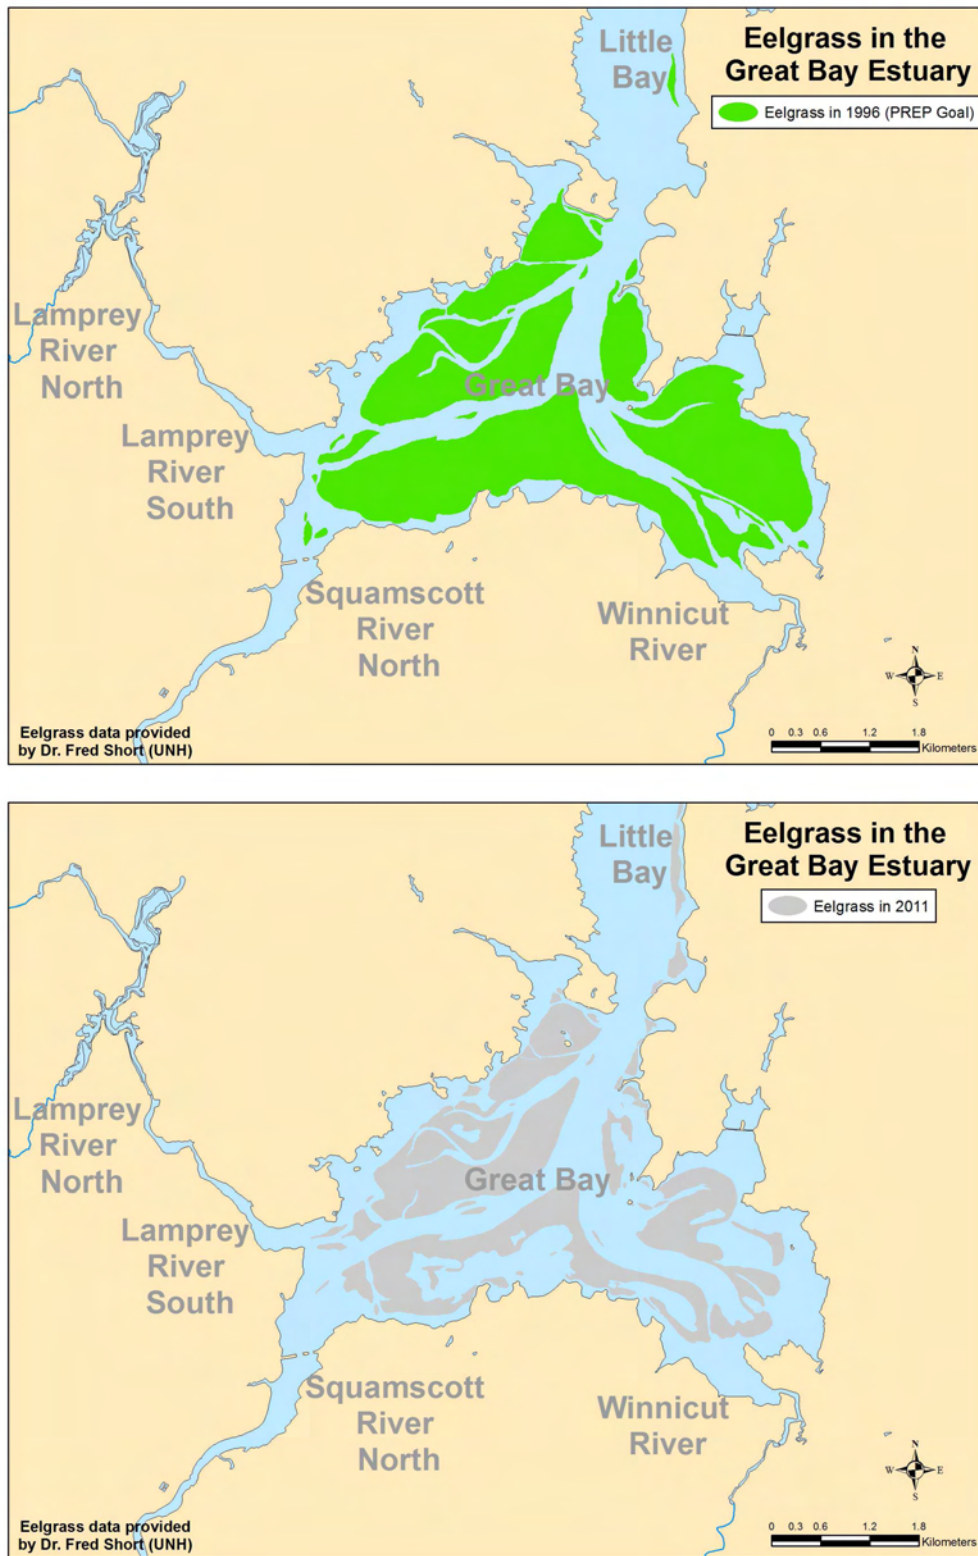 Little
Bay
Eelgrass in the
Great Bay Estuary
Eelgrass in 1996 (PREP Goal)
Lamprey
River
North
Great Bay
Lamprey
River
South
Squamscott
River
North
Winnicut
River
N
W E
S
Eelgrass data provided
by Dr. Fred Short (UNH)
0 0.3 0.6 1.2 1.8
Kilometers
Little
Bay
Eelgrass in the
Great Bay Estuary
Eelgrass in 2011
Lamprey
River
North
Great Bay
Lamprey
River
South
Squamscott
River
North
Winnicut
River
N
W E
S
Eelgrass data provided
by Dr. Fred Short (UNH)
0 0.3 0.6 1.2 1.8
Kilometers